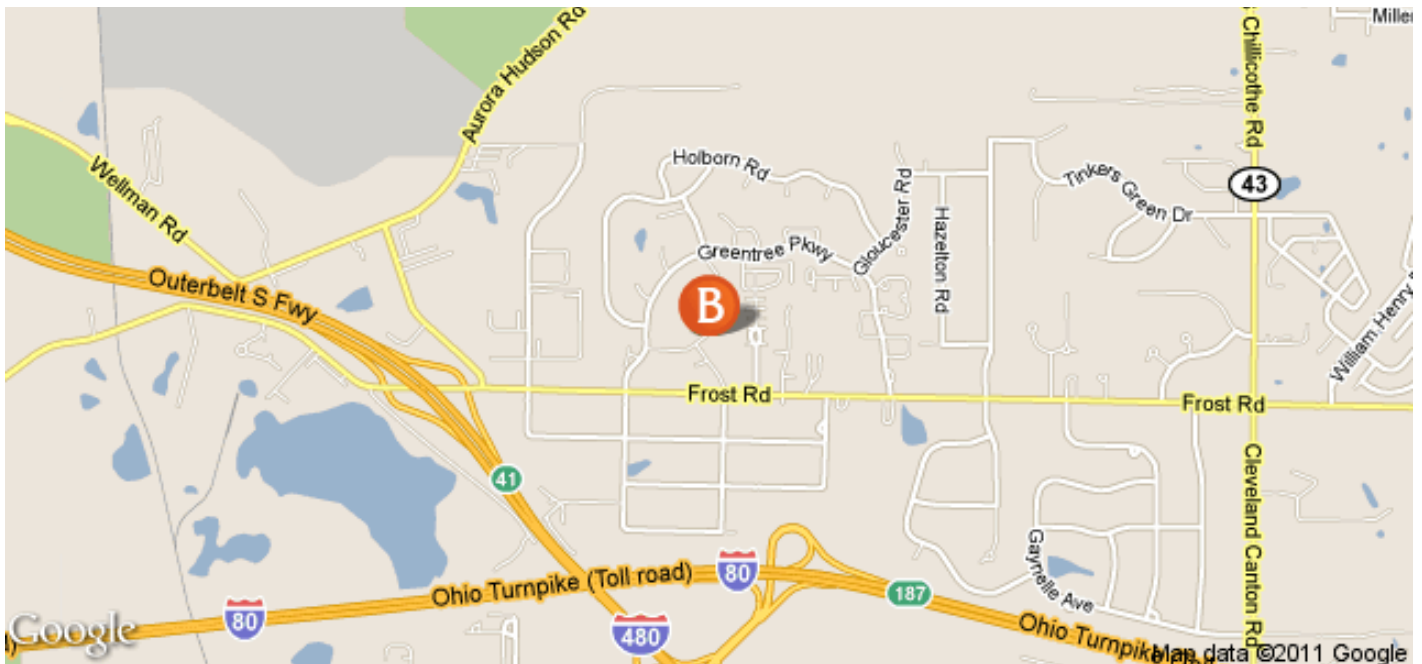 Miller
Chillicothe Rd
Aurora Hudson Rd
Holborn Rd
Wellman Rd
Tinkers Green Dr
43
Gloucester Rd
Hazelton Rd
Greentree Pkwy
Outerbelt S Fwy
B
William Henry
Frost Rd
Frost Rd
41
Cleveland Canton Rd
Gaynelle Ave
Ohio Turnpike (Toll road)
80
187
80
480
Ohio Turnpike
Google
Map data ©2011 Google